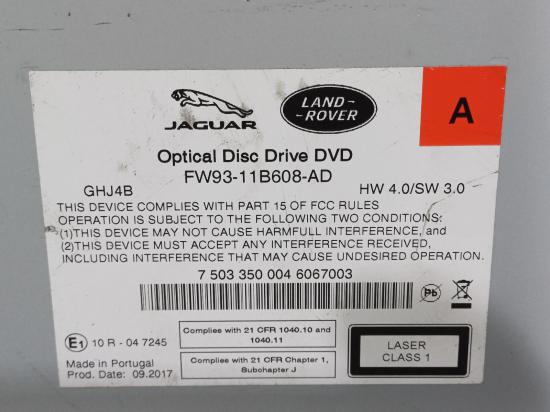 JAGUAR
LAND-
-ROVER
A
Optical Disc Drive DVD
FW93-11B608-AD
GHJ4B HW 4.0/SW 3.0
THIS DEVICE COMPLIES WITH PART 15 OF FCC RULES
OPERATION IS SUBJECT TO THE FOLLOWING TWO CONDITIONS:
(1)THIS DEVICE MAY NOT CAUSE HARMFULL INTERFERENCE, and
(2)THIS DEVICE MUST ACCEPT ANY INTERFERENCE RECEIVED,
INCLUDING INTERFERENCE THAT MAY CAUSE UNDESIRED OPERATION.
7 503 350 004 6067003
Pb
E1 10 R - 04 7245
Complies with 21 CFR 1040.10 and
1040.11
LASER
CLASS 1
Made in Portugal
Prod. Date: 09.2017
Complies with 21 CFR Chapter 1,
Subchapter J